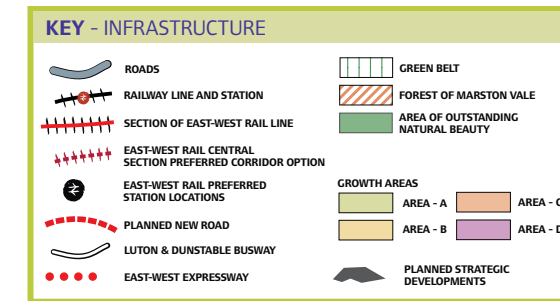 KEY - INFRASTRUCTURE
ROADS
RAILWAY LINE AND STATION
SECTION OF EAST-WEST RAIL LINE
EAST-WEST RAIL CENTRAL
SECTION PREFERRED CORRIDOR OPTION
EAST-WEST RAIL PREFERRED
STATION LOCATIONS
PLANNED NEW ROAD
LUTON & DUNSTABLE BUSWAY
EAST-WEST EXPRESSWAY
GREEN BELT
FOREST OF MARSTON VALE
AREA OF OUTSTANDING
NATURAL BEAUTY
GROWTH AREAS
AREA - A
AREA - C
AREA - B
AREA - D
PLANNED STRATEGIC
DEVELOPMENTS